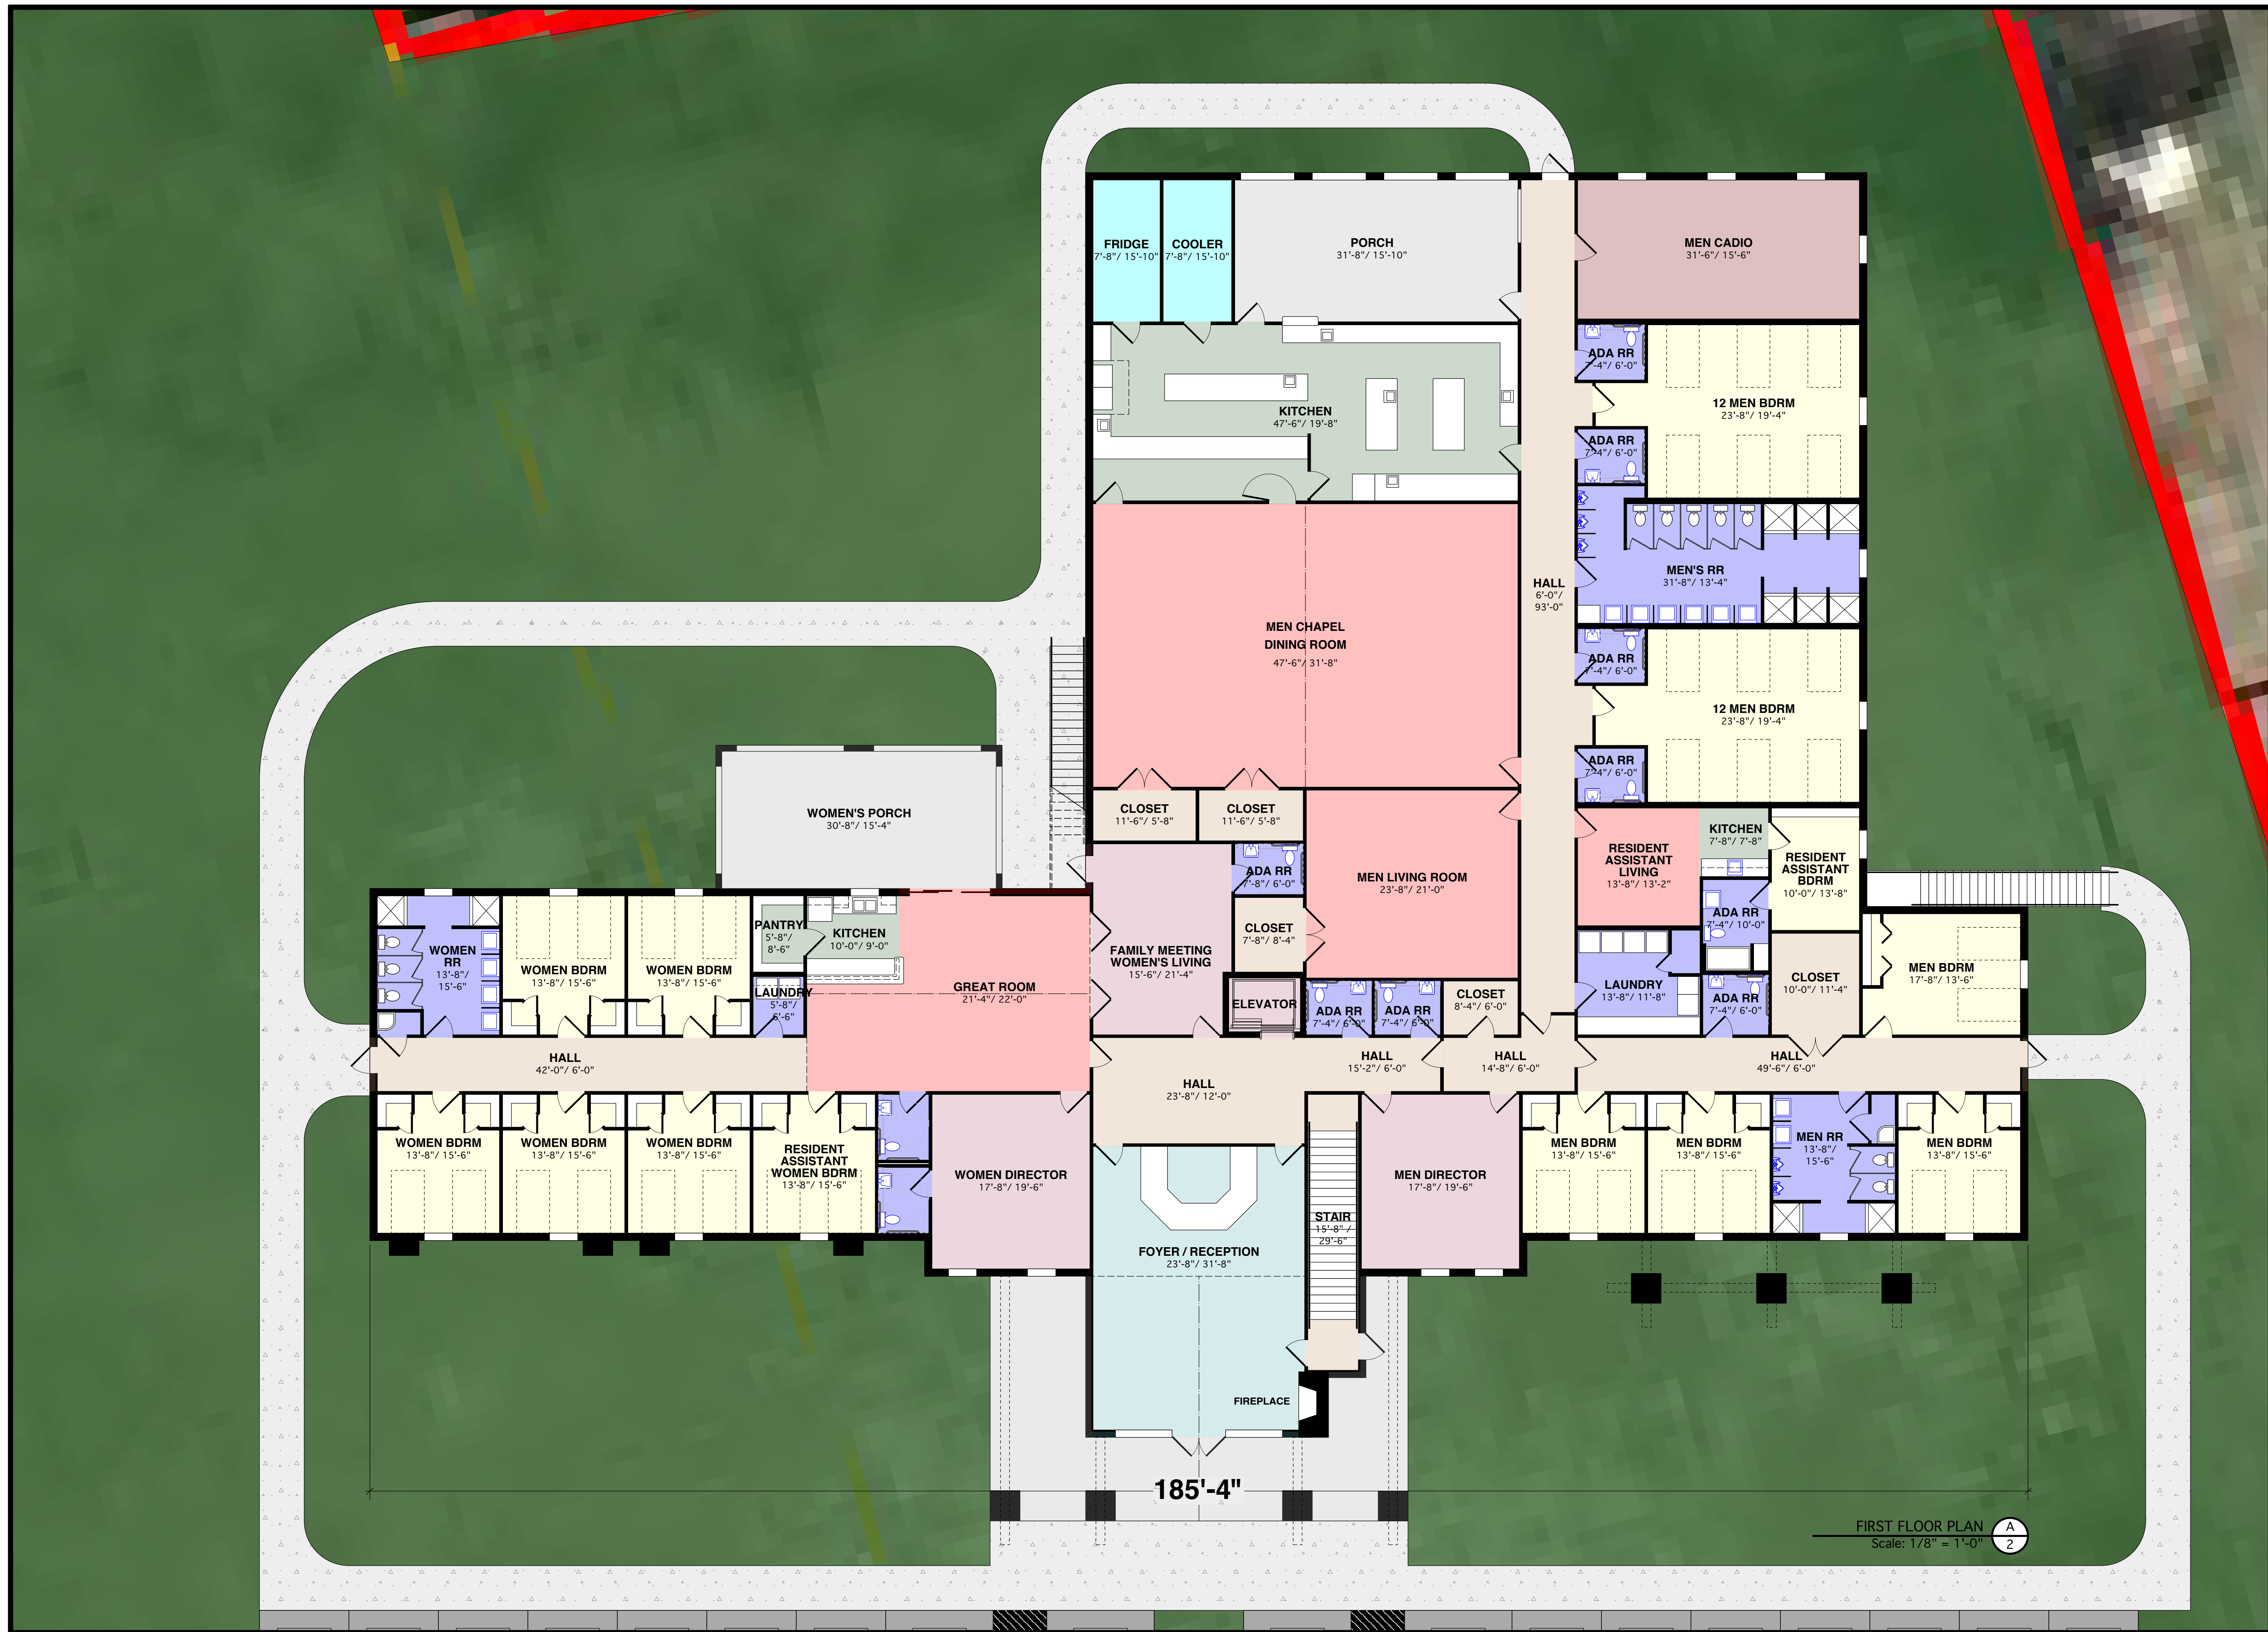 FRIDGE
7'-8"/ 15'-10"
COOLER
7'-8"/ 15'-10"
PORCH
31'-8"/ 15'-10"
MEN CADIO
31'-6"/ 15'-6"
ADA RR
7'-4"/ 6'-0"
12 MEN BDRM
23'-8"/ 19'-4"
KITCHEN
47'-6"/ 19'-8"
ADA RR
7'-4"/ 6'-0"
HALL
6'-0"/
93'-0"
MEN'S RR
31'-8"/ 13'-4"
MEN CHAPEL
DINING ROOM
47'-6"/ 31'-8"
ADA RR
7'-4"/ 6'-0"
12 MEN BDRM
23'-8"/ 19'-4"
ADA RR
7'-4"/ 6'-0"
WOMEN'S PORCH
30'-8"/ 15'-4"
CLOSET
11'-6"/ 5'-8"
CLOSET
11'-6"/ 5'-8"
KITCHEN
7'-8"/ 7'-8"
RESIDENT
ASSISTANT
LIVING
13'-8"/ 13'-2"
RESIDENT
ASSISTANT
BDRM
10'-0"/ 13'-8"
ADA RR
7'-8"/ 6'-0"
MEN LIVING ROOM
23'-8"/ 21'-0"
ADA RR
7'-4"/ 10'-0"
CLOSET
7'-8"/ 8'-4"
PANTRY
5'-8"/
8'-6"
KITCHEN
10'-0"/ 9'-0"
WOMEN
RR
13'-8"/
15'-6"
WOMEN BDRM
13'-8"/ 15'-6"
WOMEN BDRM
13'-8"/ 15'-6"
FAMILY MEETING
WOMEN'S LIVING
15'-6"/ 21'-4"
LAUNDRY
5'-8"/
6'-6"
GREAT ROOM
21'-4"/ 22'-0"
ELEVATOR
ADA RR
7'-4"/ 6'-0"
ADA RR
7'-4"/ 6'-0"
CLOSET
8'-4"/ 6'-0"
LAUNDRY
13'-8"/ 11'-8"
ADA RR
7'-4"/ 6'-0"
CLOSET
10'-0"/ 11'-4"
MEN BDRM
17'-8"/ 13'-6"
HALL
42'-0"/ 6'-0"
HALL
23'-8"/ 12'-0"
HALL
15'-2"/ 6'-0"
HALL
14'-8"/ 6'-0"
HALL
49'-6"/ 6'-0"
WOMEN BDRM
13'-8"/ 15'-6"
WOMEN BDRM
13'-8"/ 15'-6"
WOMEN BDRM
13'-8"/ 15'-6"
RESIDENT
ASSISTANT
WOMEN BDRM
13'-8"/ 15'-6"
WOMEN DIRECTOR
17'-8"/ 19'-6"
FOYER / RECEPTION
23'-8"/ 31'-8"
STAIR
15'-8" /
29'-6"
MEN DIRECTOR
17'-8"/ 19'-6"
MEN BDRM
13'-8"/ 15'-6"
MEN BDRM
13'-8"/ 15'-6"
MEN RR
13'-8"/
15'-6"
MEN BDRM
13'-8"/ 15'-6"
FIREPLACE
185'-4"
FIRST FLOOR PLAN
Scale: 1/8" = 1'-0"
A
2